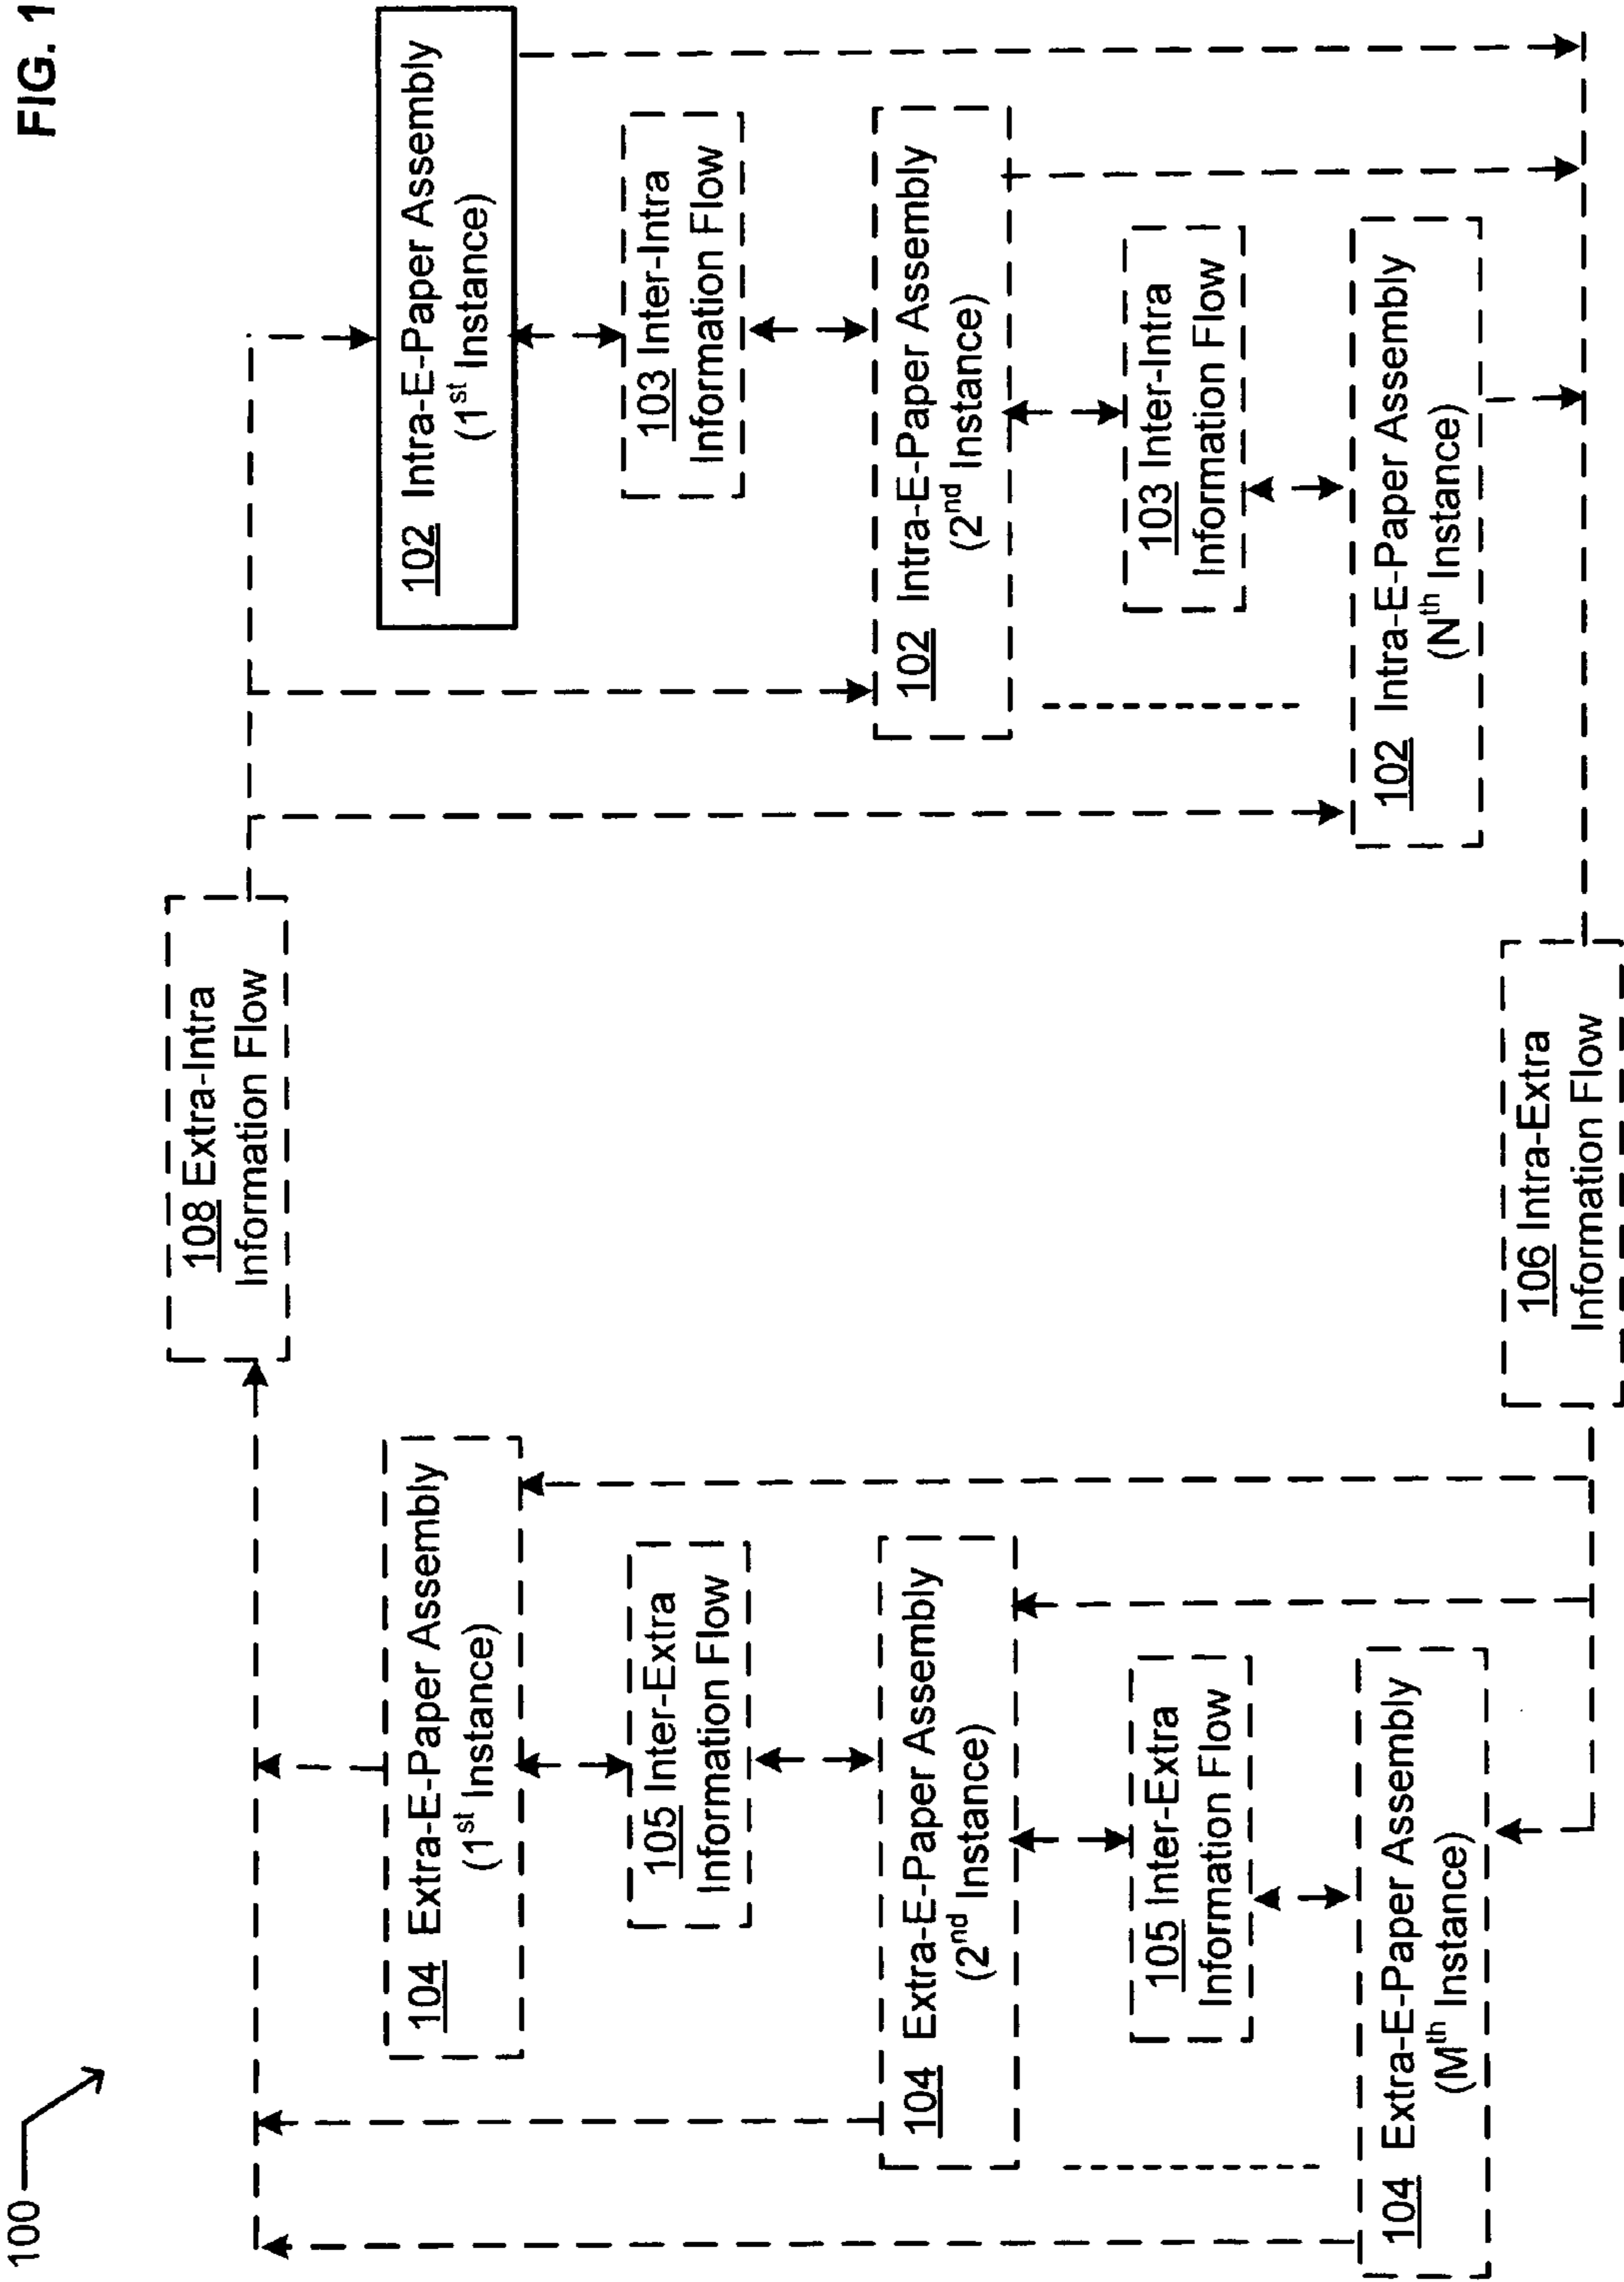 FIG. 1
100
108 Extra-Intra
Information Flow
104 Extra-E-Paper Assembly
(1st Instance)
102 Intra-E-Paper Assembly
(1st Instance)
105 Inter-Extra
Information Flow
103 Inter-Intra
Information Flow
104 Extra-E-Paper Assembly
(2nd Instance)
102 Intra-E-Paper Assembly
(2nd Instance)
105 Inter-Extra
Information Flow
103 Inter-Intra
Information Flow
104 Extra-E-Paper Assembly
(Mth Instance)
102 Intra-E-Paper Assembly
(Nth Instance)
106 Intra-Extra
Information Flow